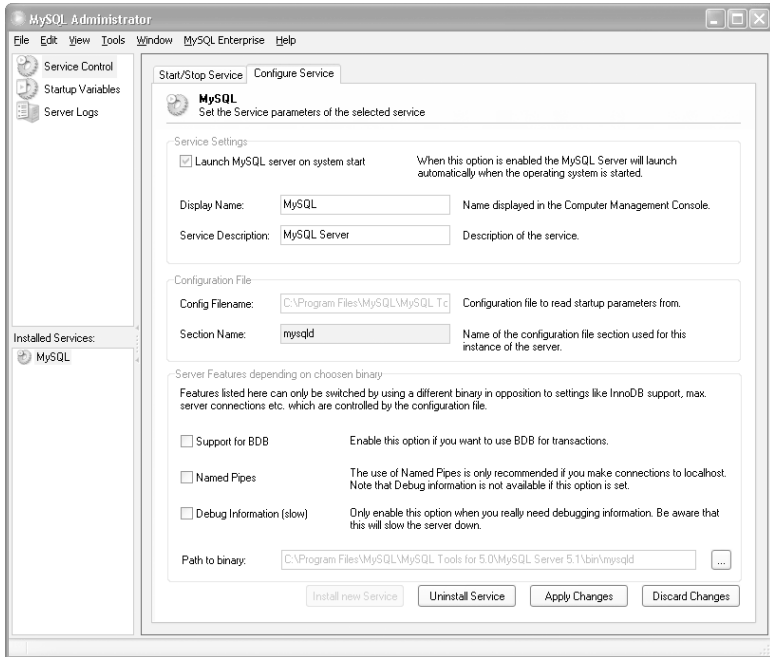 MySQL Administrator
File Edit View Tools Window MySQL Enterprise Help
Service Control
Startup Variables
Server Logs
Installed Services:
MySQL
Start/Stop Service Configure Service
MySQL
Set the Service parameters of the selected service
Service Settings
Launch MySQL server on system start
When this option is enabled the MySQL Server will launch
automatically when the operating system is started.
Display Name: MySQL Name displayed in the Computer Management Console.
Service Description: MySQL Server Description of the service.
Configuration File
Config Filename: C:\Program Files\MySQL\MySQL Tc Configuration file to read startup parameters from.
Section Name: mysqld Name of the configuration file section used for this
instance of the server.
Server Features depending on choosen binary
Features listed here can only be switched by using a different binary in opposition to settings like InnoDB support, max.
server connections etc. which are controlled by the configuration file.
Support for BDB Enable this option if you want to use BDB for transactions.
Named Pipes The use of Named Pipes is only recommended if you make connections to localhost.
Note that Debug information is not available if this option is set.
Debug Information (slow) Only enable this option when you really need debugging information. Be aware that
this will slow the server down.
Path to binary: C:\Program Files\MySQL\MySQL Tools for 5.0\MySQL Server 5.1\bin\mysqld ...
Install new Service Uninstall Service Apply Changes Discard Changes